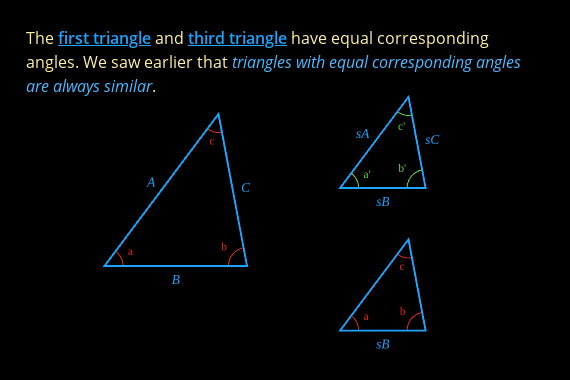 The first triangle and third triangle have equal corresponding
angles. We saw earlier that triangles with equal corresponding angles
are always similar.
A
C
B
a
b
c
sA
sC
sB
a'
b'
c'
c
a
b
sB